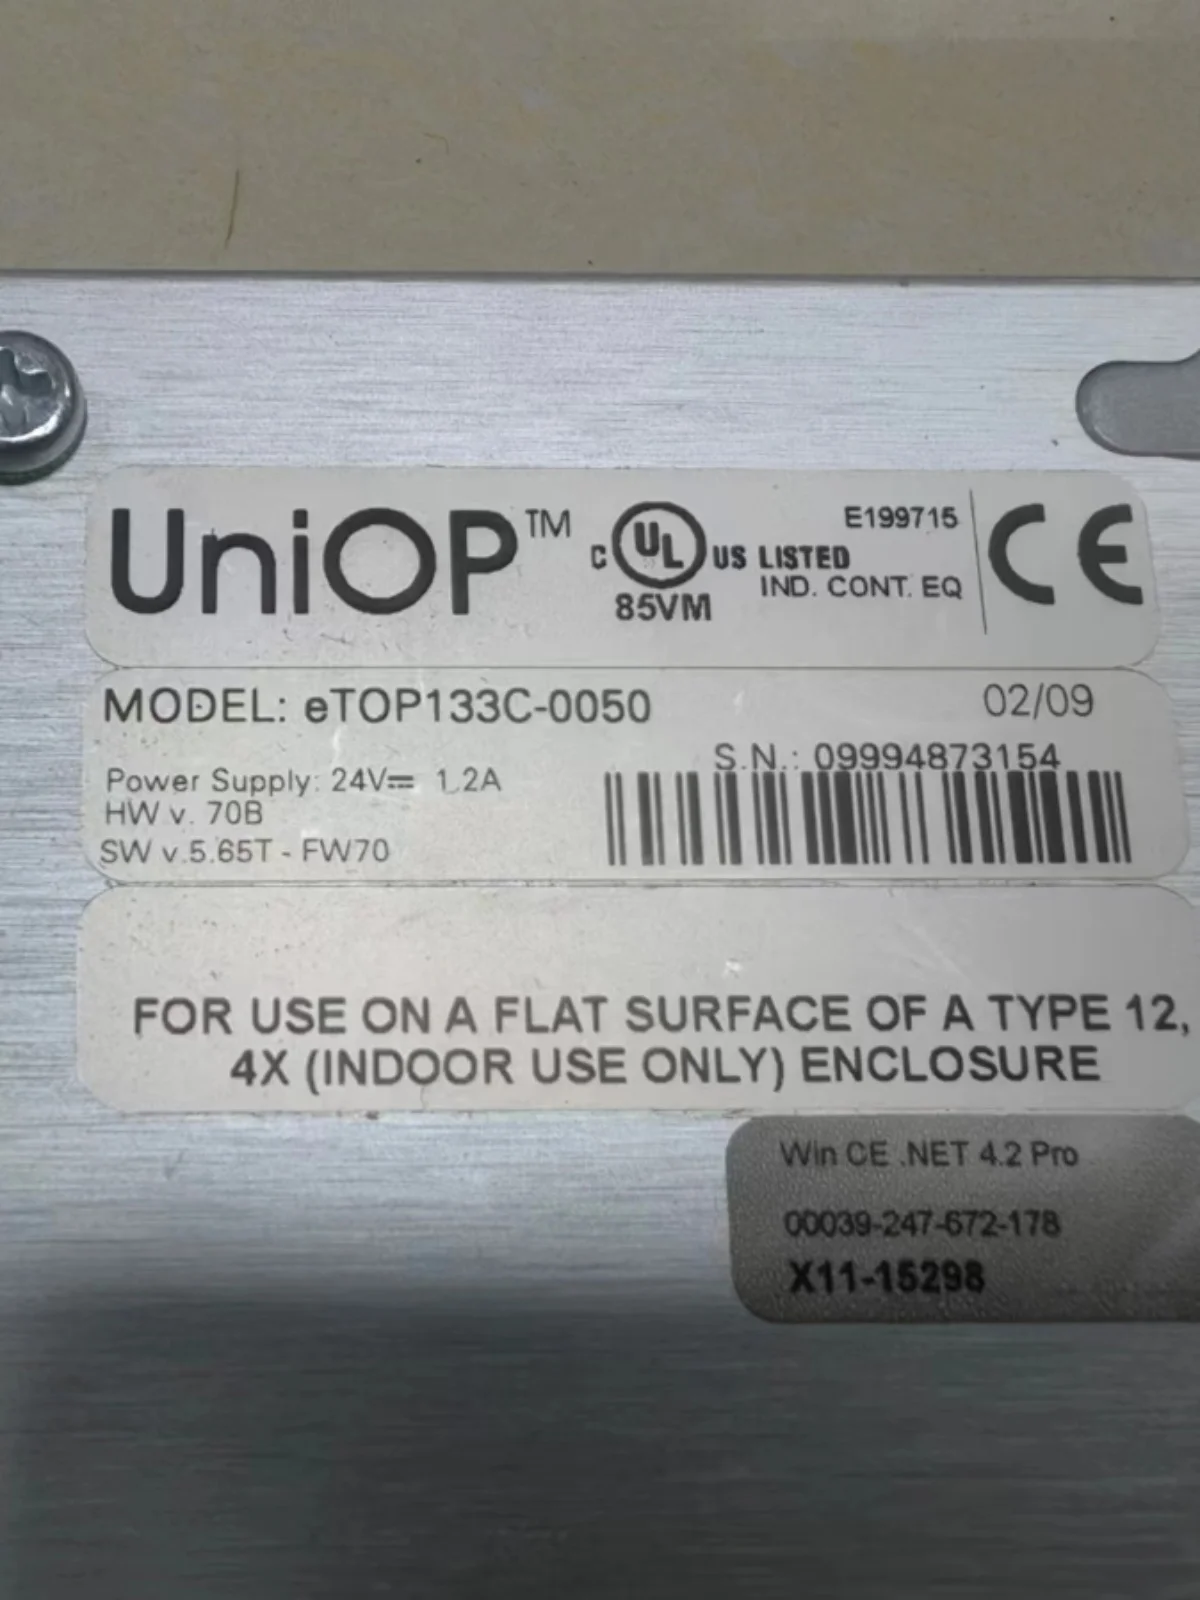 UniOP™
C UL US LISTED
85VM
E199715
IND. CONT. EQ
CE
MODEL: eTOP133C-0050
02/09
S.N.: 09994873154
Power Supply: 24V⎓ 1.2A
HW v. 70B
SW v.5.65T - FW70
FOR USE ON A FLAT SURFACE OF A TYPE 12,
4X (INDOOR USE ONLY) ENCLOSURE
Win CE .NET 4.2 Pro
00039-247-672-178
X11-15298